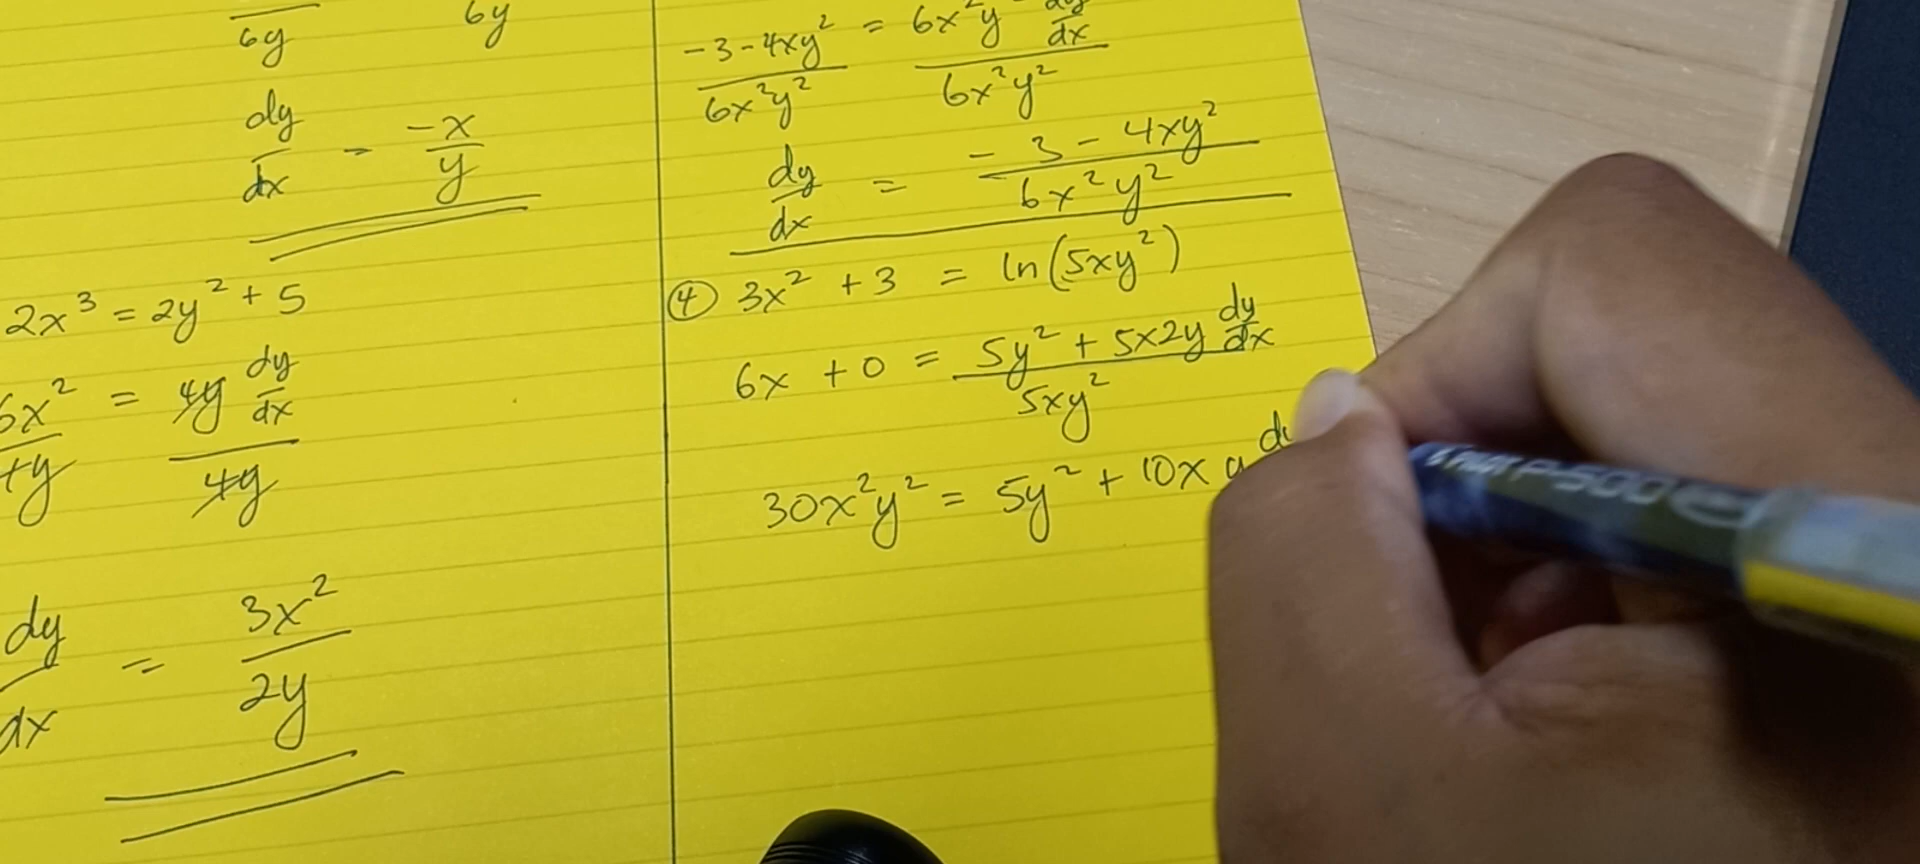 6y 6y
dy/dx = -x/y
2x³ = 2y² + 5
6x²/4y = 4y dy/dx / 4y
dy/dx = 3x²/2y
-3-4xy²/6x²y² = 6x²y² dy/dx / 6x²y²
dy/dx = -3-4xy²/6x²y²
④ 3x² + 3 = ln(5xy²)
6x + 0 = 5y² + 5x2y dy/dx / 5xy²
30x²y² = 5y² + 10xy
P-500